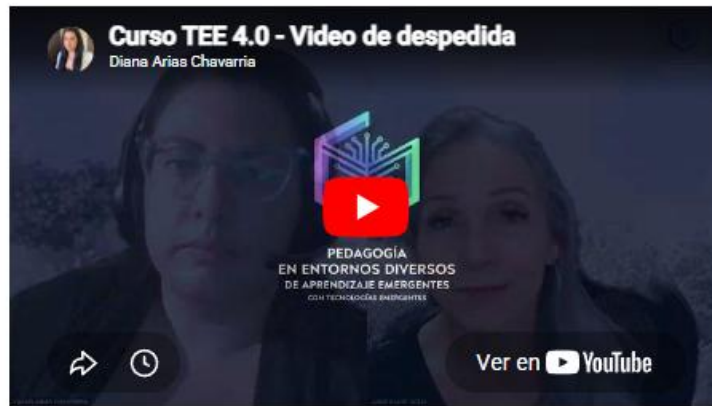 Curso TEE 4.0 - Video de despedida
Diana Arias Chavarria
PEDAGOGÍA
EN ENTORNOS DIVERSOS
DE APRENDIZAJE EMERGENTES
CON TECNOLOGÍAS EMERGENTES
Ver en YouTube